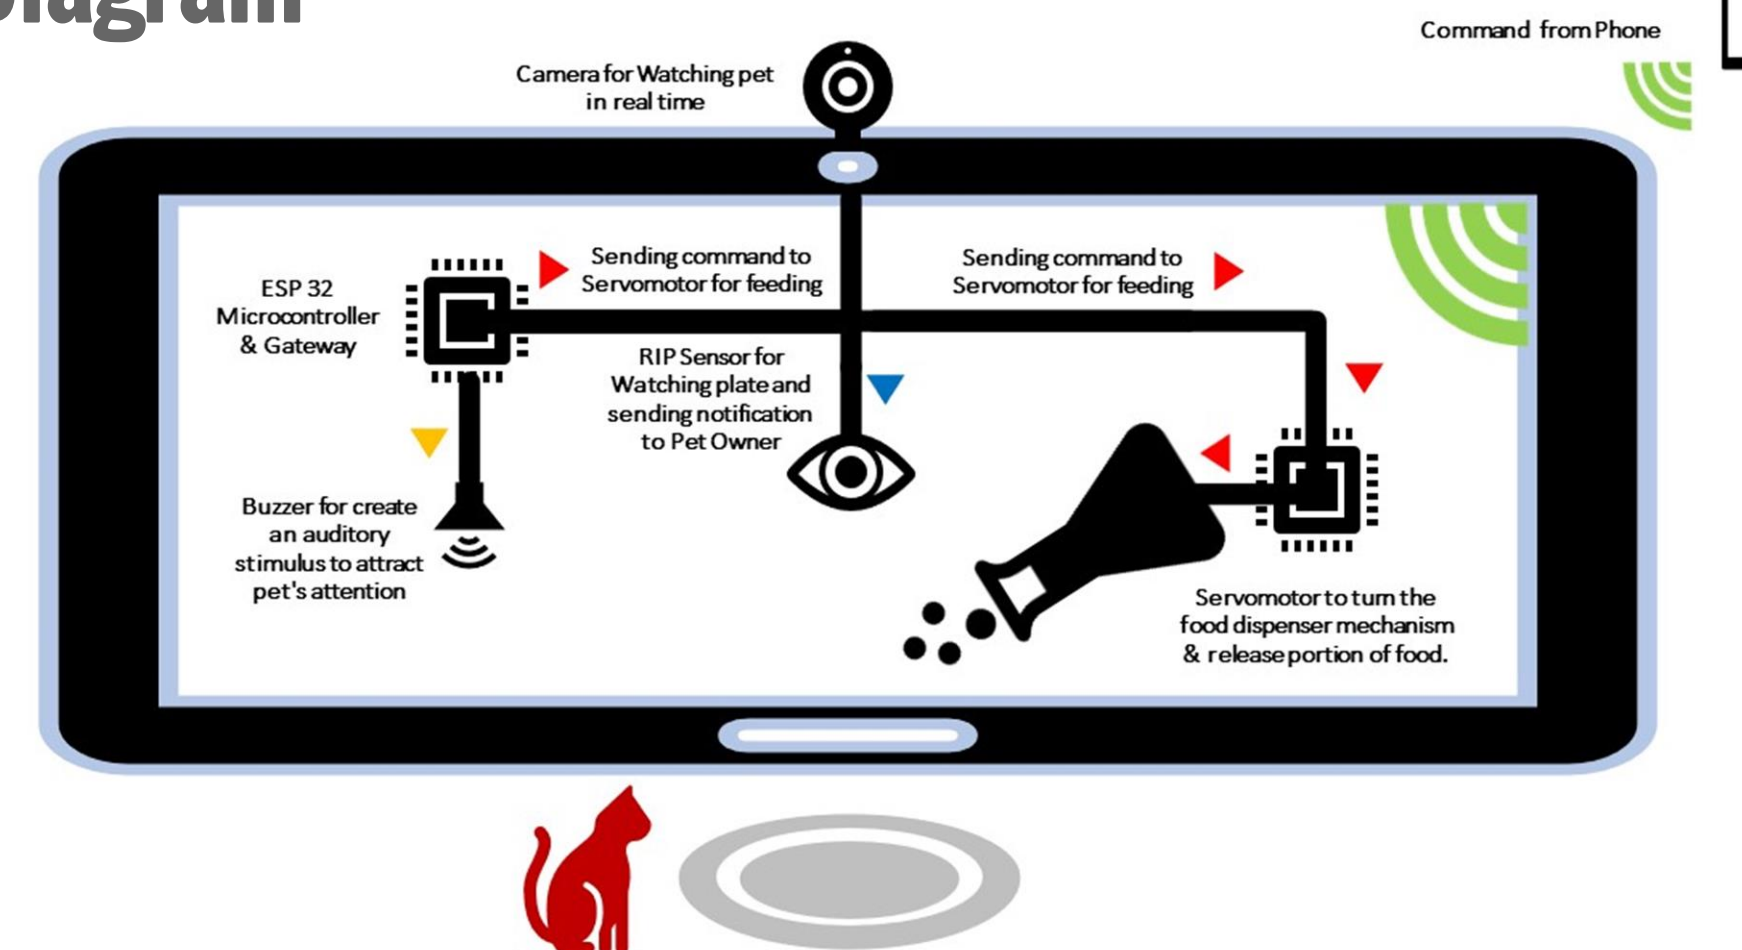 Diagram
Command from Phone
Camera for Watching pet
in real time
ESP 32
Microcontroller
& Gateway
Sending command to
Servomotor for feeding
Sending command to
Servomotor for feeding
RIP Sensor for
Watching plate and
sending notification
to Pet Owner
Buzzer for create
an auditory
stimulus to attract
pet's attention
Servomotor to turn the
food dispenser mechanism
& release portion of food.